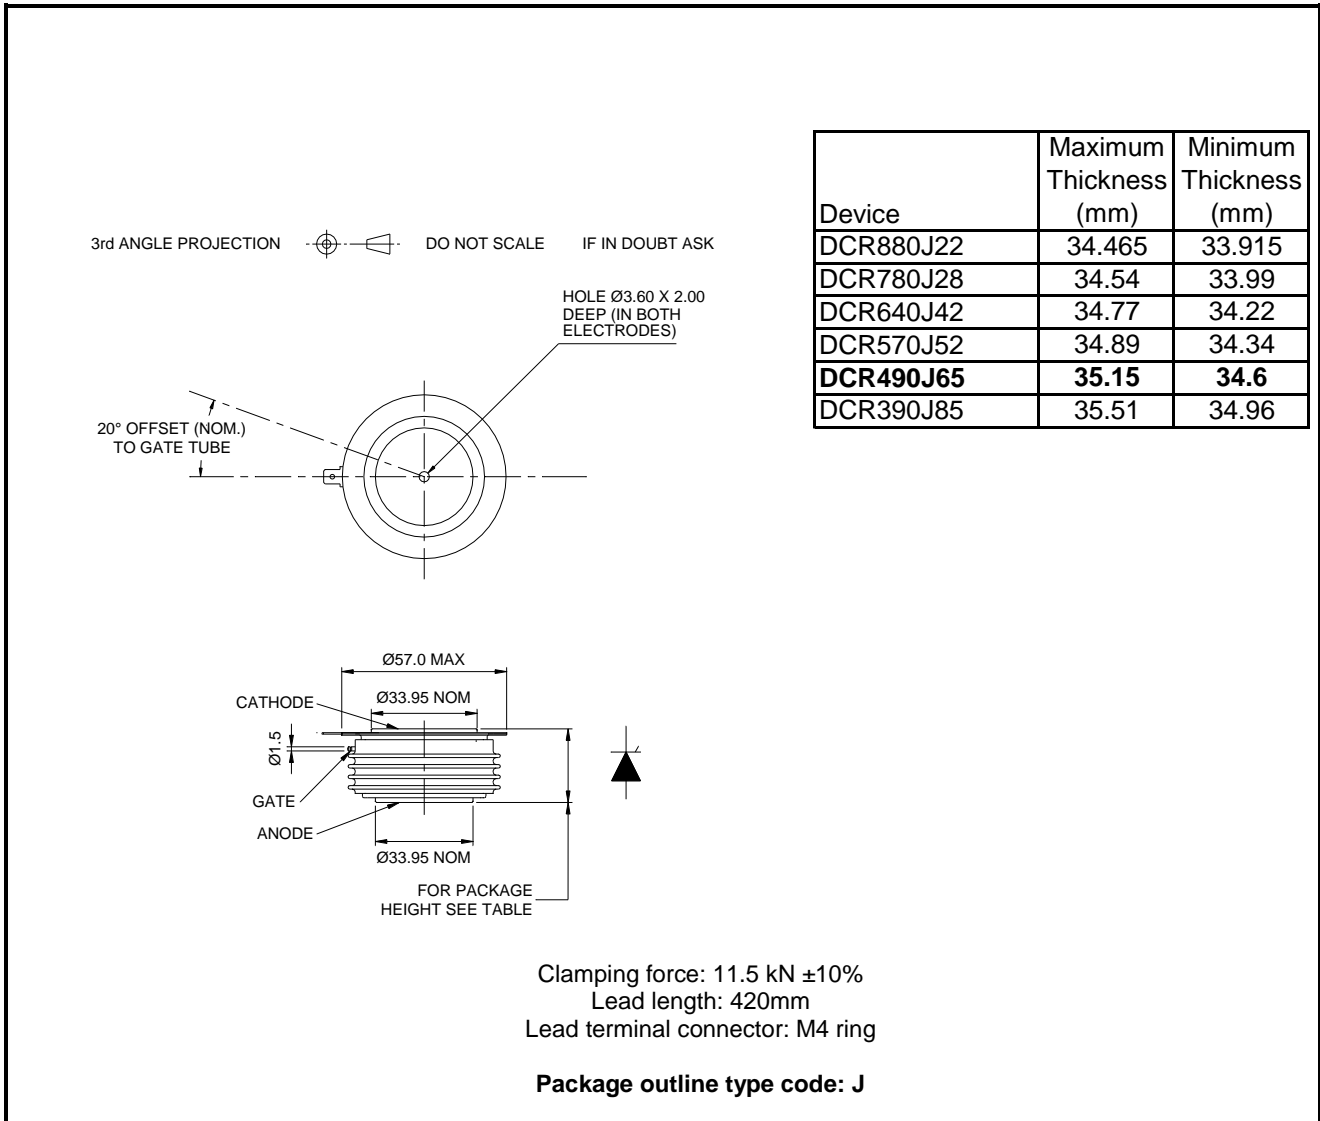 Device Maximum Thickness (mm) Minimum Thickness (mm)
DCR880J22 34.465 33.915
DCR780J28 34.54 33.99
DCR640J42 34.77 34.22
DCR570J52 34.89 34.34
DCR490J65 35.15 34.6
DCR390J85 35.51 34.96
3rd ANGLE PROJECTION DO NOT SCALE IF IN DOUBT ASK
HOLE Ø3.60 X 2.00
DEEP (IN BOTH
ELECTRODES)
20° OFFSET (NOM.)
TO GATE TUBE
Ø57.0 MAX
CATHODE
Ø33.95 NOM
Ø1.5
GATE
ANODE
Ø33.95 NOM
FOR PACKAGE
HEIGHT SEE TABLE
Clamping force: 11.5 kN ±10%
Lead length: 420mm
Lead terminal connector: M4 ring
Package outline type code: J